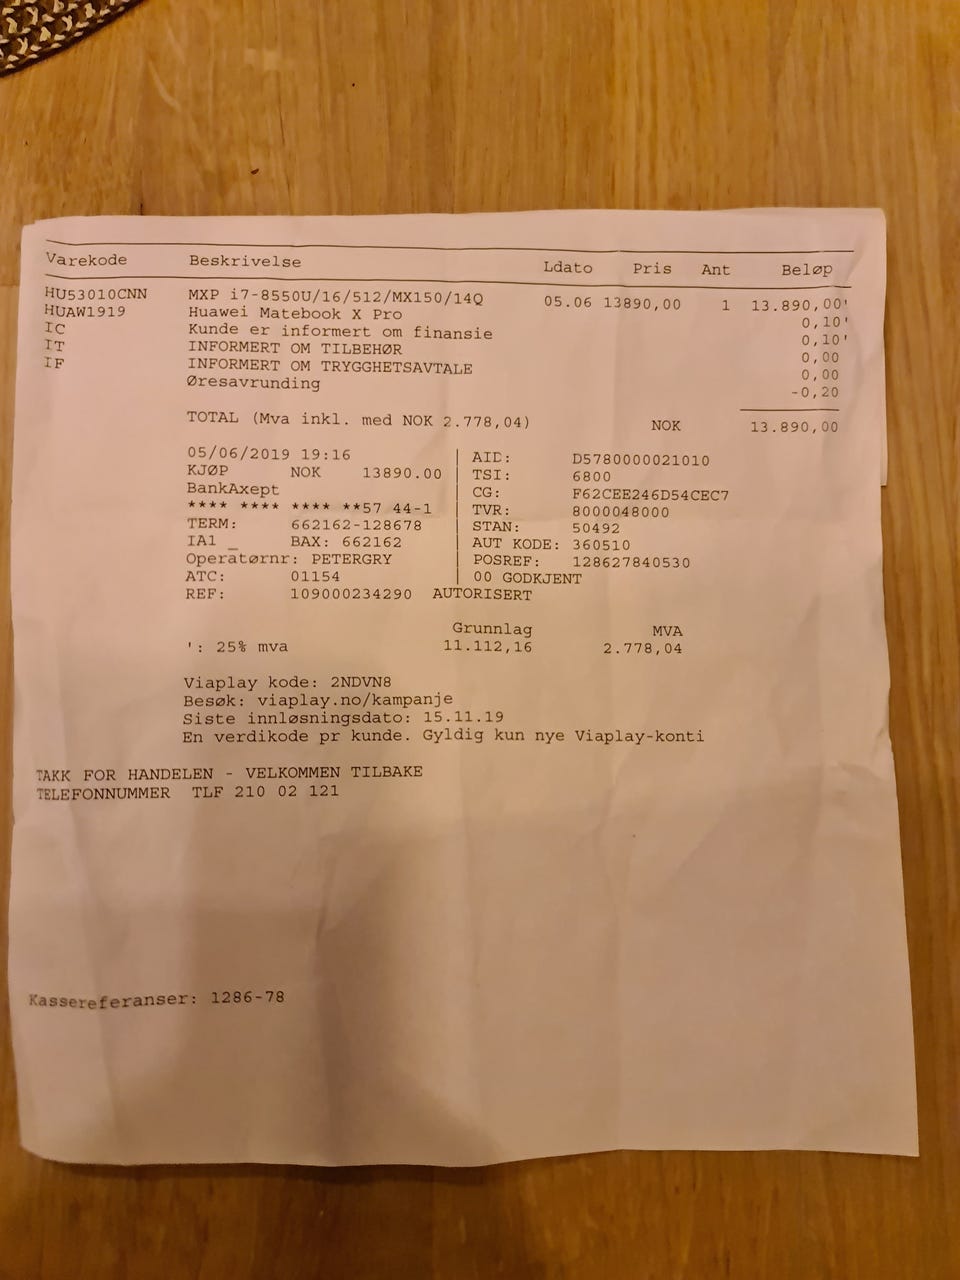 Varekode Beskrivelse Ldato Pris Ant Beløp
HU53010CNN MXP i7-8550U/16/512/MX150/14Q 05.06 13890,00 1 13.890,00'
HUAW1919 Huawei Matebook X Pro 0,10'
IC Kunde er informert om finansie 0,10'
IT INFORMERT OM TILBEHØR 0,00
IF INFORMERT OM TRYGGHETSAVTALE 0,00
Øresavrunding -0,20
TOTAL (Mva inkl. med NOK 2.778,04) NOK 13.890,00
05/06/2019 19:16 AID: D5780000021010
KJØP NOK 13890.00 TSI: 6800
BankAxept CG: F62CEE246D54CEC7
**** **** **** **57 44-1 TVR: 8000048000
TERM: 662162-128678 STAN: 50492
IA1 _ BAX: 662162 AUT KODE: 360510
Operatørnr: PETERGRY POSREF: 128627840530
ATC: 01154 00 GODKJENT
REF: 109000234290 AUTORISERT
Grunnlag MVA
': 25% mva 11.112,16 2.778,04
Viaplay kode: 2NDVN8
Besøk: viaplay.no/kampanje
Siste innløsningsdato: 15.11.19
En verdikode pr kunde. Gyldig kun nye Viaplay-konti
TAKK FOR HANDELEN - VELKOMMEN TILBAKE
TELEFONNUMMER TLF 210 02 121
Kassereferanser: 1286-78